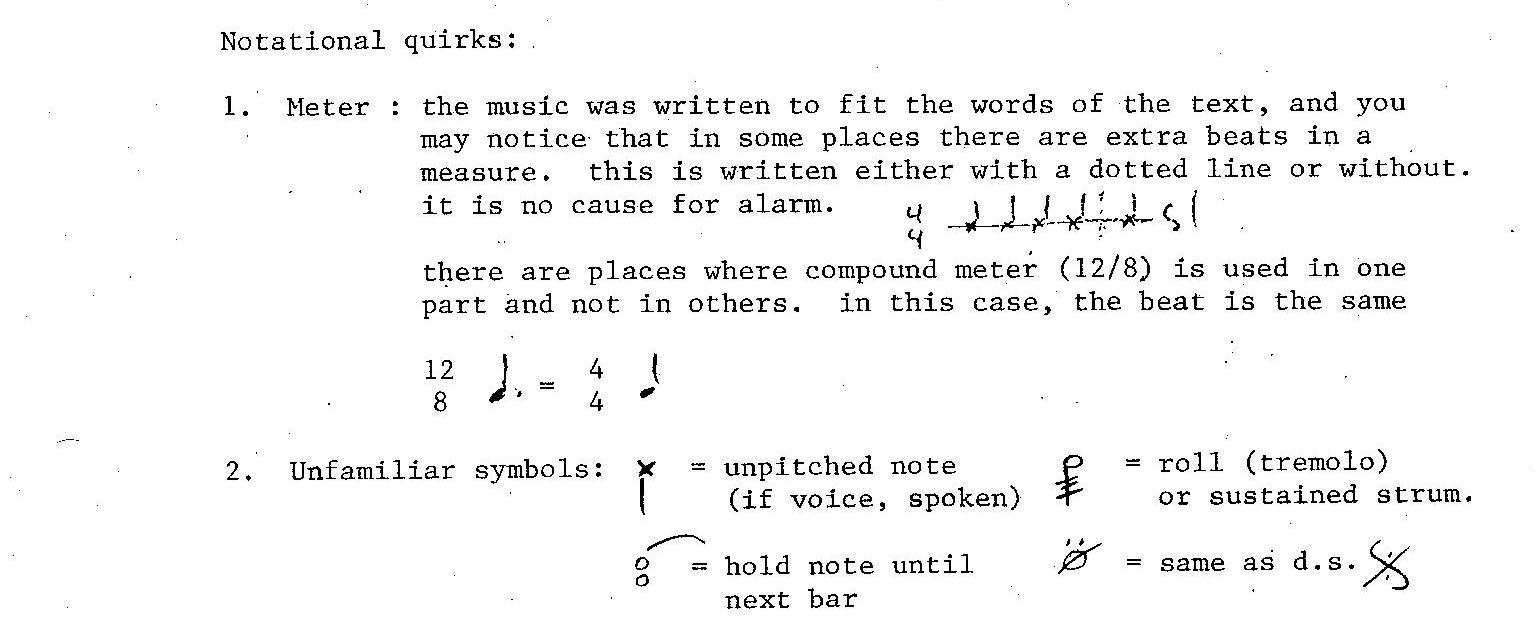 Notational quirks:
1. Meter : the music was written to fit the words of the text, and you
may notice that in some places there are extra beats in a
measure. this is written either with a dotted line or without.
it is no cause for alarm. 4
4
there are places where compound meter (12/8) is used in one
part and not in others. in this case, the beat is the same
12 = 4
8 4
2. Unfamiliar symbols: = unpitched note = roll (tremolo)
(if voice, spoken) or sustained strum.
= hold note until = same as d.s.
next bar